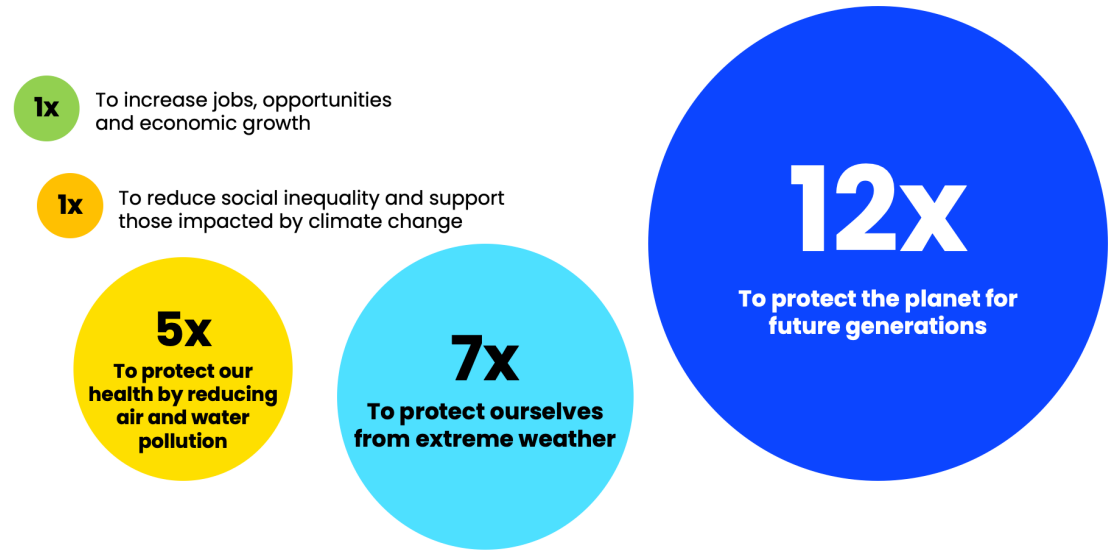 1x
To increase jobs, opportunities
and economic growth
1x
To reduce social inequality and support
those impacted by climate change
5x
To protect our
health by reducing
air and water
pollution
7x
To protect ourselves
from extreme weather
12x
To protect the planet for
future generations